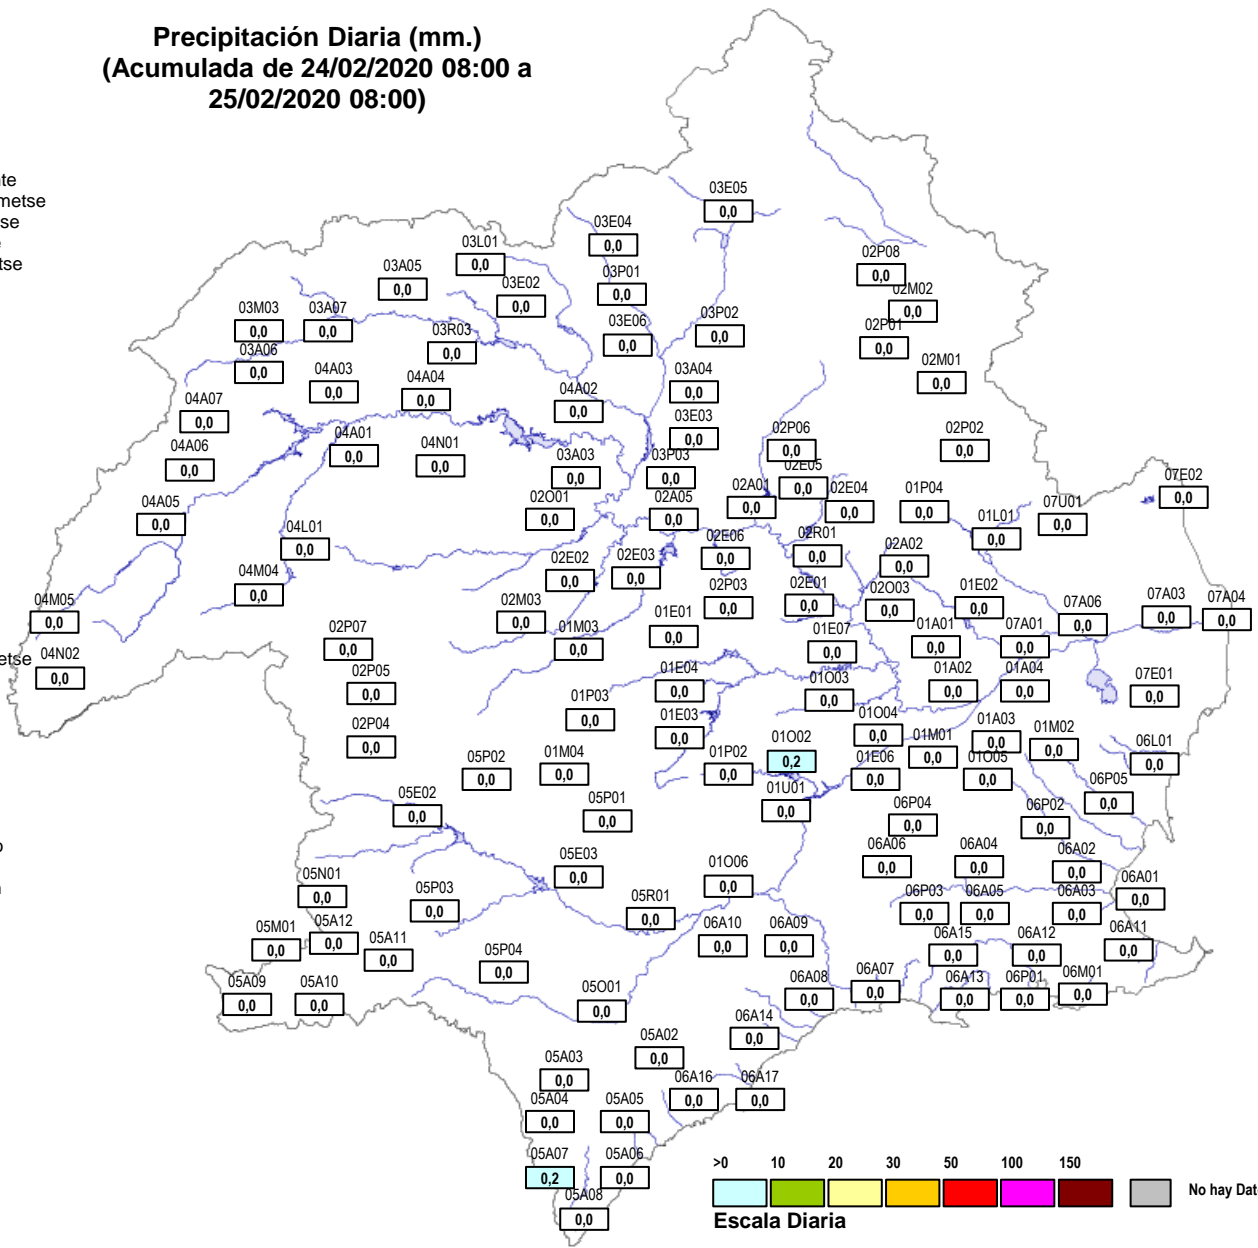 Precipitación Diaria (mm.)
(Acumulada de 24/02/2020 08:00 a
25/02/2020 08:00)
nte
metse
se
e
tse
03E05
0,0
03E04
0,0
03L01
0,0
02P08
0,0
03A05
0,0
03P01
0,0
03E02
0,0
02M02
0,0
03M03
0,0
03A07
0,0
03P02
0,0
03E06
0,0
02P01
0,0
03R03
0,0
03A06
0,0
02M01
0,0
04A03
0,0
04A04
0,0
03A04
0,0
04A02
0,0
04A07
0,0
03E03
0,0
02P06
0,0
02P02
0,0
04A01
0,0
04N01
0,0
04A06
0,0
03A03
0,0
03P03
0,0
02E05
0,0
07E02
0,0
02A01
0,0
02E04
0,0
01P04
0,0
02O01
0,0
02A05
0,0
04A05
0,0
07U01
0,0
01L01
0,0
04L01
0,0
02E06
0,0
02R01
0,0
02A02
0,0
02E02
0,0
02E03
0,0
04M04
0,0
02P03
0,0
02E01
0,0
02O03
0,0
01E02
0,0
07A03
0,0
07A04
0,0
04M05
0,0
02M03
0,0
07A06
0,0
01E01
0,0
01M03
0,0
01E07
0,0
01A01
0,0
07A01
0,0
02P07
0,0
etse
04N02
0,0
02P05
0,0
01E04
0,0
01O03
0,0
01A02
0,0
01A04
0,0
07E01
0,0
01P03
0,0
01E03
0,0
01O04
0,0
01A03
0,0
02P04
0,0
01M02
0,0
01O02
0,2
01M01
0,0
06L01
0,0
05P02
0,0
01M04
0,0
01P02
0,0
01E06
0,0
01O05
0,0
06P05
0,0
01U01
0,0
05E02
0,0
05P01
0,0
06P04
0,0
06P02
0,0
o
05E03
0,0
06A06
0,0
06A04
0,0
06A02
0,0
n
05N01
0,0
01O06
0,0
06A01
0,0
05P03
0,0
05R01
0,0
06P03
0,0
06A05
0,0
06A03
0,0
05M01
0,0
05A12
0,0
06A10
0,0
06A09
0,0
06A15
0,0
06A12
0,0
06A11
0,0
05A11
0,0
05P04
0,0
05A09
0,0
05A10
0,0
05O01
0,0
06A08
0,0
06A07
0,0
06A13
0,0
06P01
0,0
06M01
0,0
06A14
0,0
05A02
0,0
05A03
0,0
06A16
0,0
06A17
0,0
05A04
0,0
05A05
0,0
05A07
0,2
05A06
0,0
05A08
0,0
>0 10 20 30 50 100 150
No hay Dat
Escala Diaria